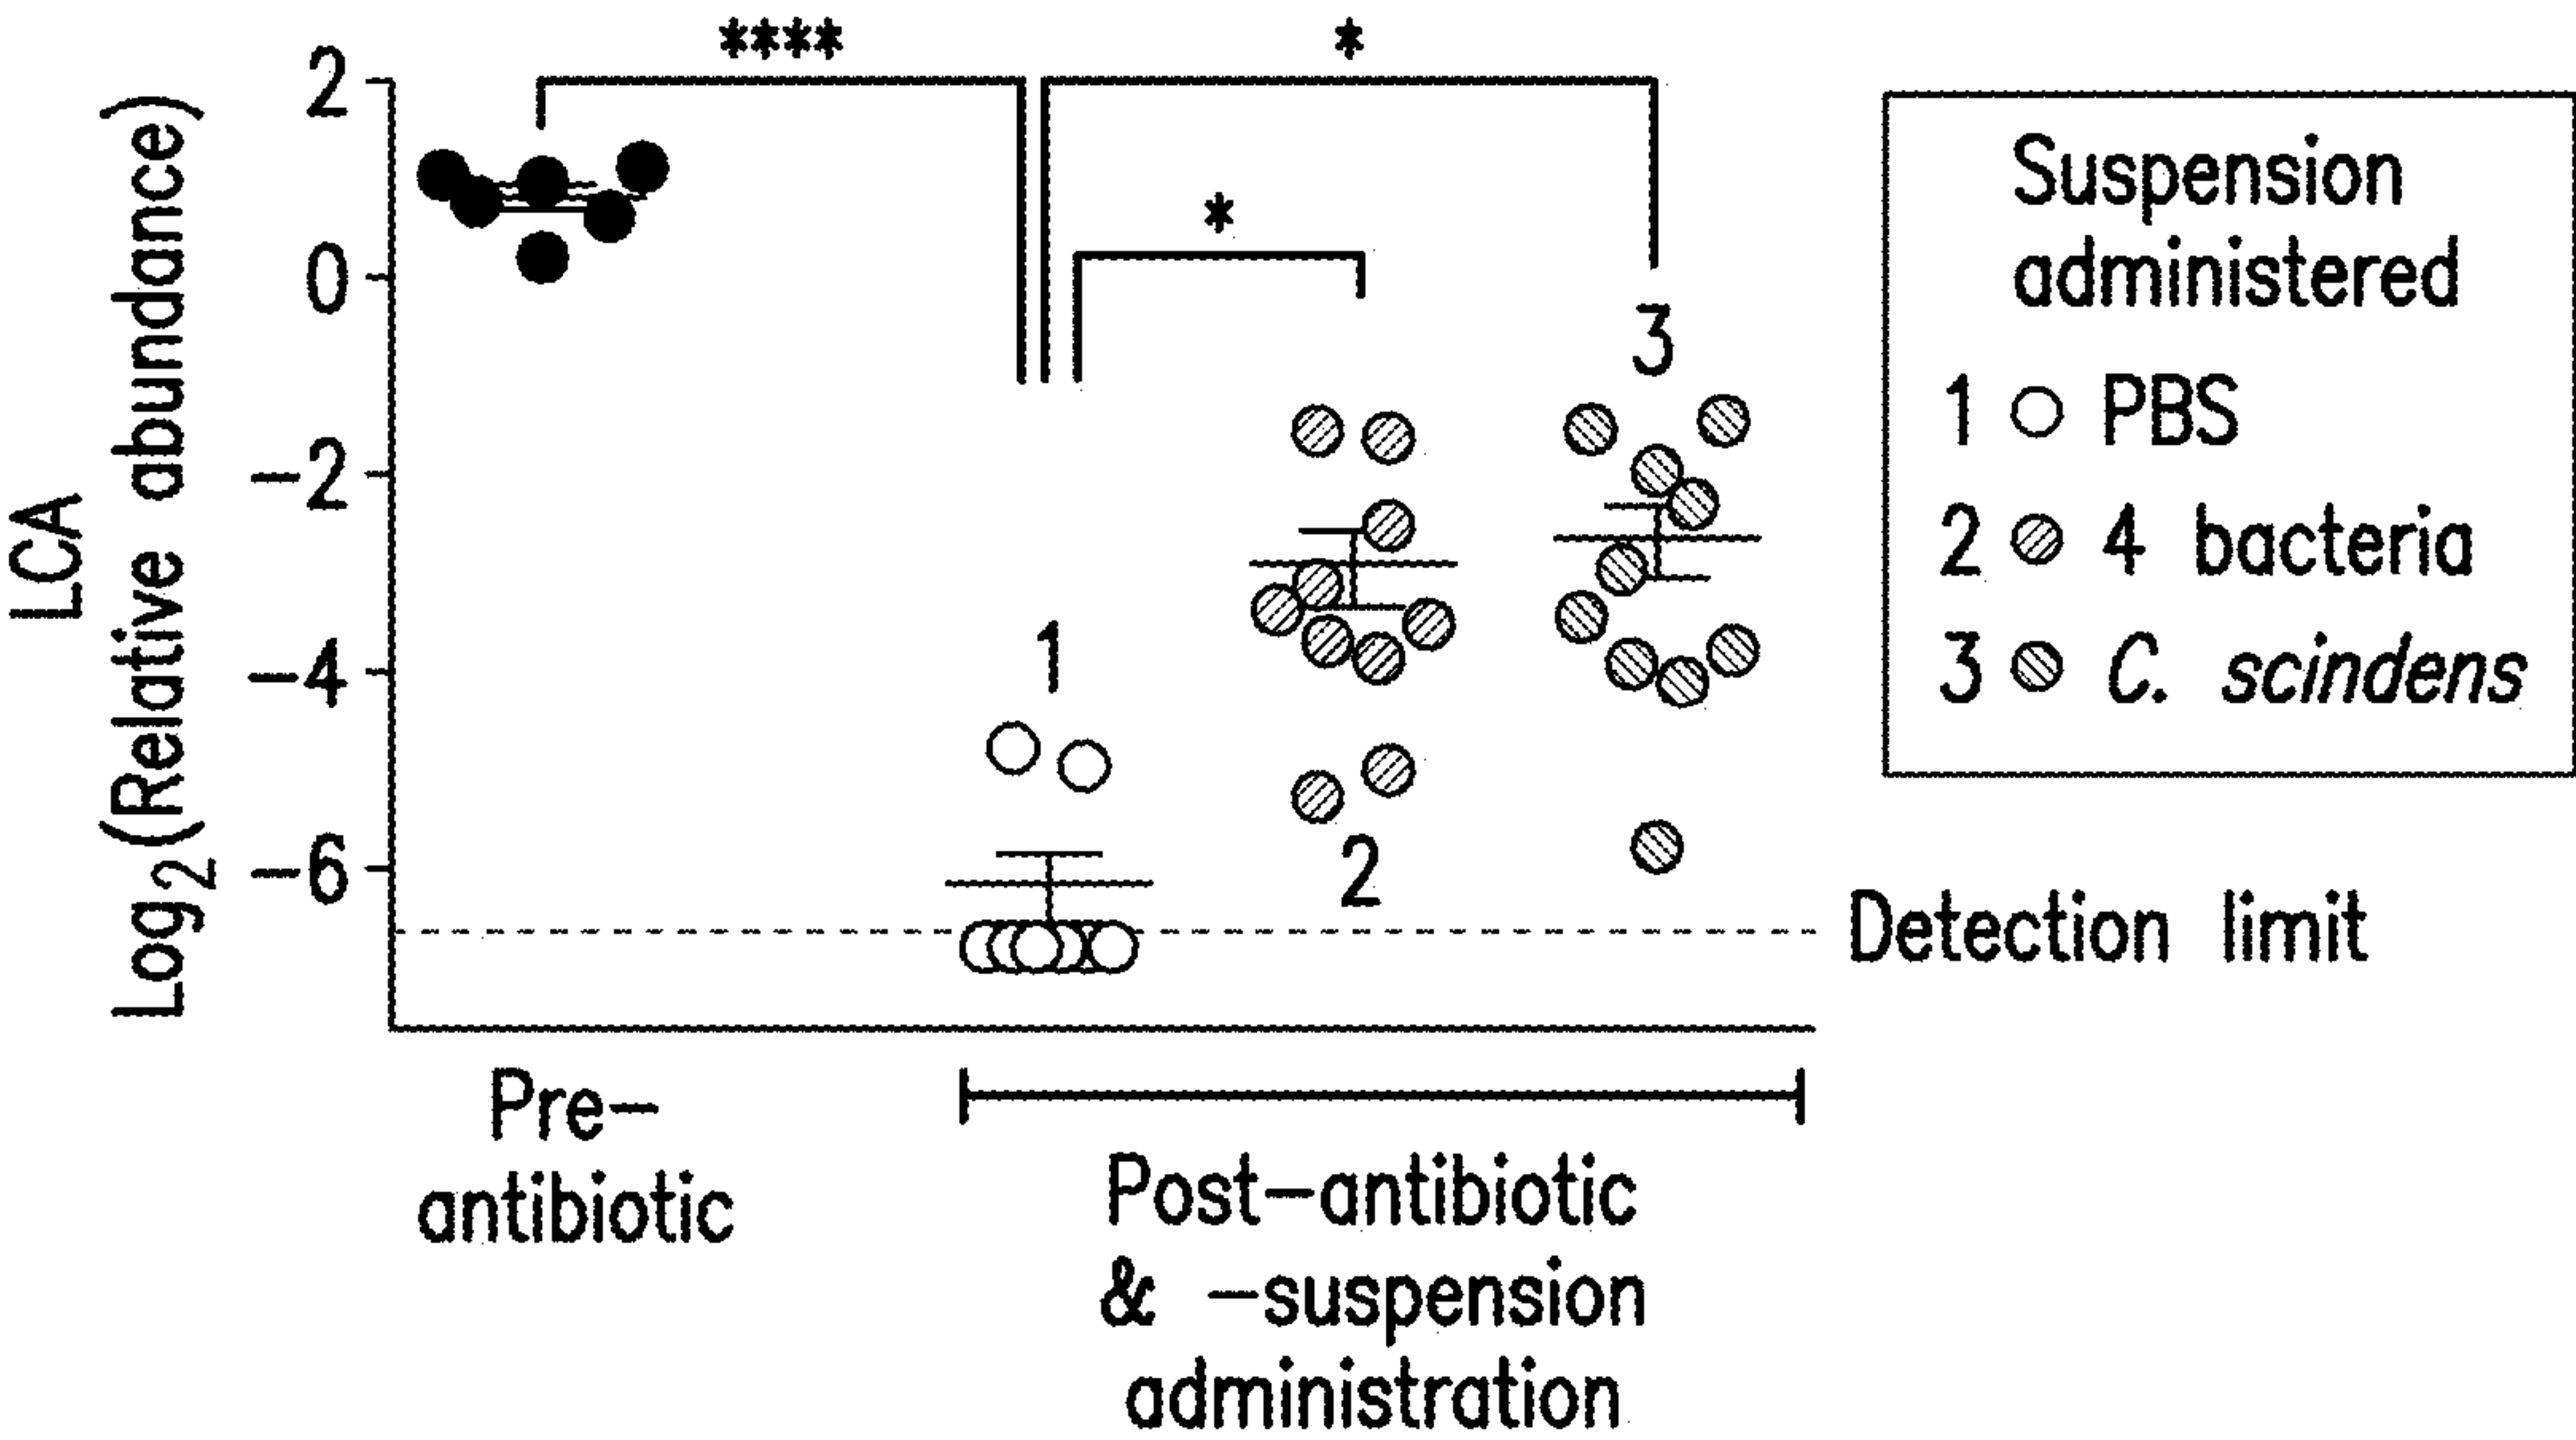 LCA
Log2(Relative abundance)
2
0
-2
-4
-6
****
*
*
1
2
3
Detection limit
Pre-
antibiotic
Post-antibiotic
& -suspension
administration
Suspension
administered
1 PBS
2 4 bacteria
3 C. scindens